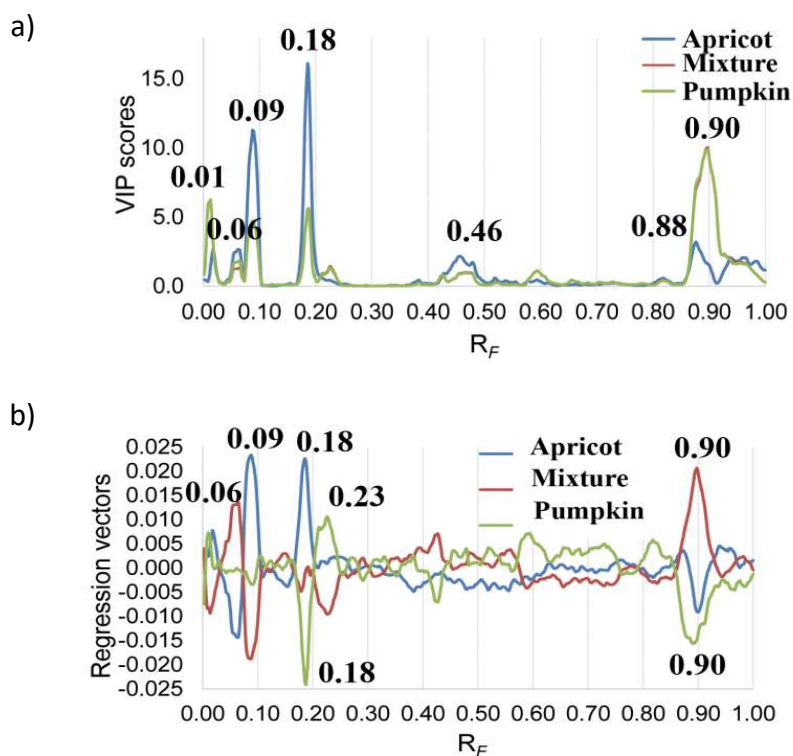 a)
0.18
Apricot
Mixture
Pumpkin
15.0
0.09
0.90
10.0
VIP scores
0.01
5.0
0.06
0.46
0.88
0.0
0.00 0.10 0.20 0.30 0.40 0.50 0.60 0.70 0.80 0.90 1.00
R_F
b)
0.025
0.09 0.18
Apricot
0.90
0.020
Mixture
0.015
0.06
0.23
Pumpkin
0.010
0.005
0.000
Regression vectors
-0.005
-0.010
-0.015
-0.020
0.18
0.90
-0.025
0.00 0.10 0.20 0.30 0.40 0.50 0.60 0.70 0.80 0.90 1.00
R_F